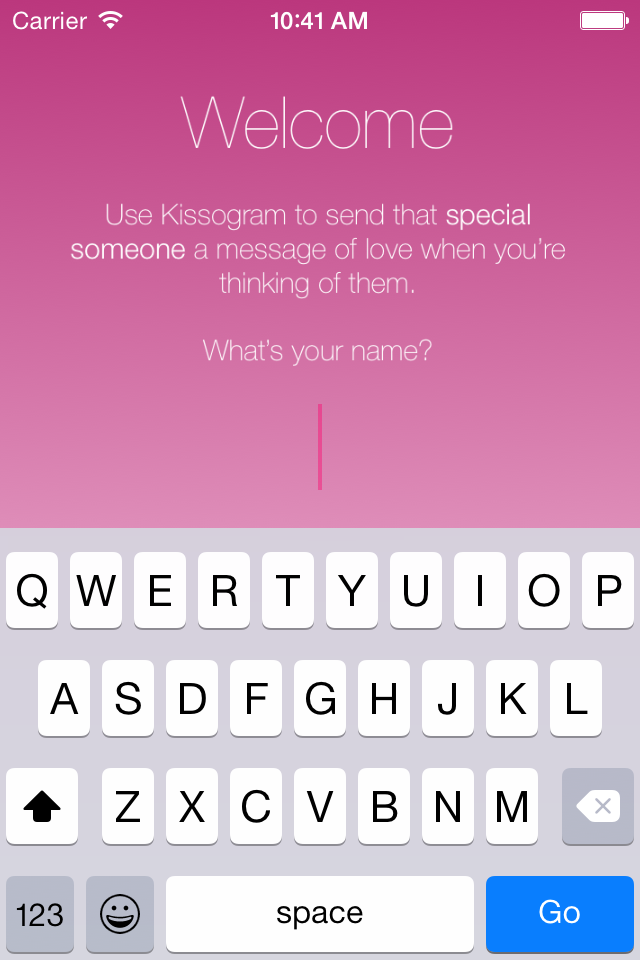 Carrier 10:41 AM
Welcome
Use Kissogram to send that special
someone a message of love when you're
thinking of them.
What's your name?
Q W E R T Y U I O P
A S D F G H J K L
Z X C V B N M
123 space Go